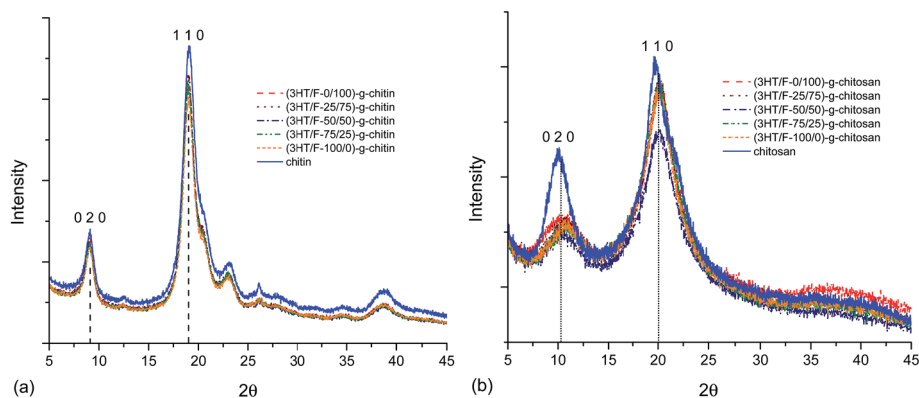 1 1 0
0 2 0
(3HT/F-0/100)-g-chitin
(3HT/F-25/75)-g-chitin
(3HT/F-50/50)-g-chitin
(3HT/F-75/25)-g-chitin
(3HT/F-100/0)-g-chitin
chitin
Intensity
5 10 15 20 25 30 35 40 45
2θ
(a)
1 1 0
0 2 0
(3HT/F-0/100)-g-chitosan
(3HT/F-25/75)-g-chitosan
(3HT/F-50/50)-g-chitosan
(3HT/F-75/25)-g-chitosan
(3HT/F-100/0)-g-chitosan
chitosan
Intensity
5 10 15 20 25 30 35 40 45
2θ
(b)